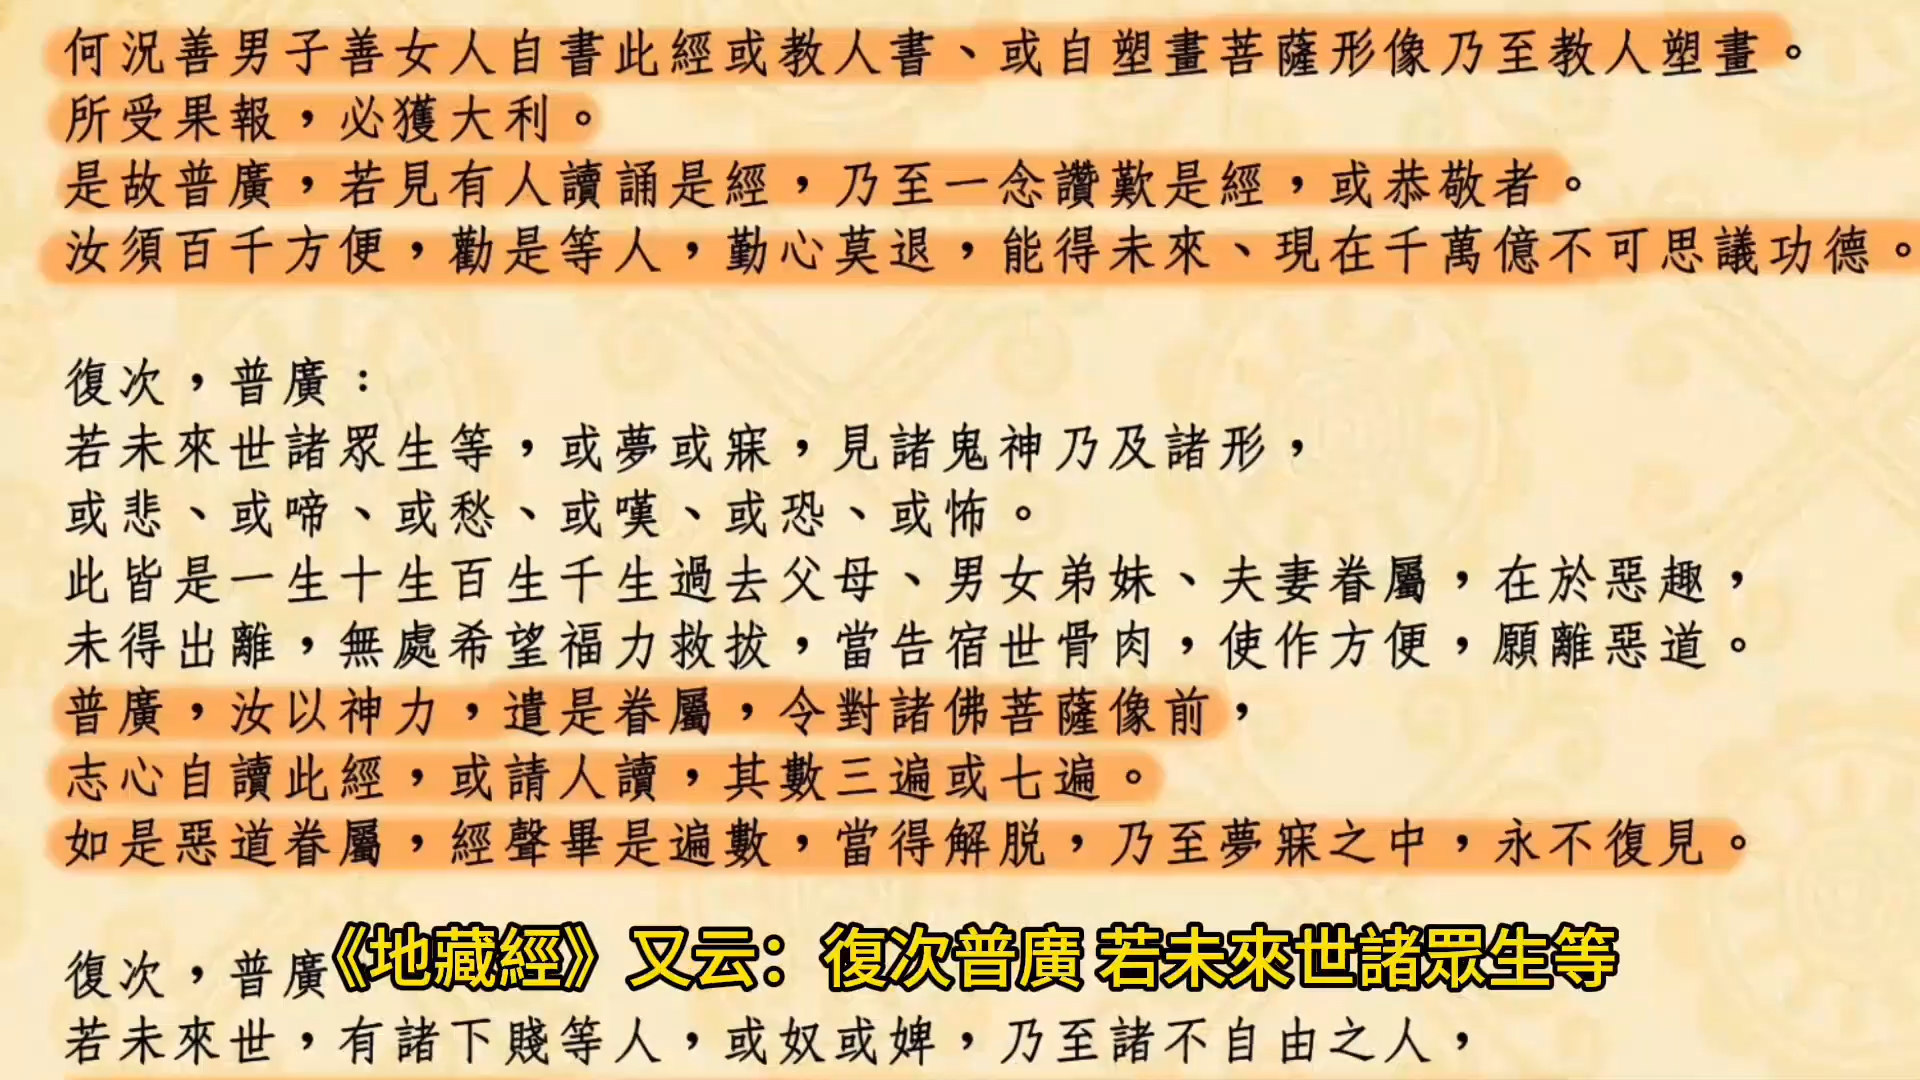 何況善男子善女人自書此經或教人書、或自塑畫菩薩形像乃至教人塑畫。
所受果報，必獲大利。
是故普廣，若見有人讀誦是經，乃至一念讚歎是經，或恭敬者。
汝須百千方便，勸是等人，勤心莫退，能得未來、現在千萬億不可思議功德。
復次，普廣：
若未來世諸眾生等，或夢或寐，見諸鬼神乃及諸形，
或悲、或啼、或愁、或嘆、或恐、或怖。
此皆是一生十生百生千生過去父母、男女弟妹、夫妻眷屬，在於惡趣，
未得出離，無處希望福力救拔，當告宿世骨肉，使作方便，願離惡道。
普廣，汝以神力，遣是眷屬，令對諸佛菩薩像前，
志心自讀此經，或請人讀，其數三遍或七遍。
如是惡道眷屬，經聲畢是遍數，當得解脫，乃至夢寐之中，永不復見。
復次，普廣
《地藏經》又云：復次普廣 若未來世諸眾生等
若未來世，有諸下賤等人，或奴或婢，乃至諸不自由之人，